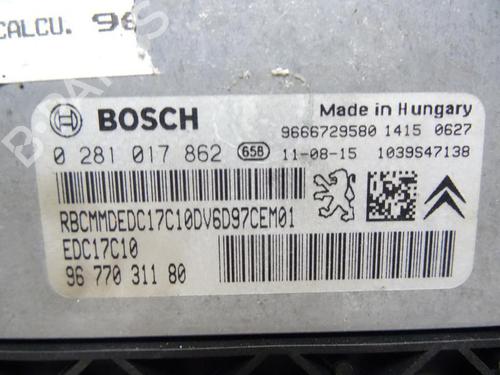 CALCU. 96
BOSCH
Made in Hungary
9666729580 1415 0627
0 281 017 862 658 11-08-15 1039S47138
RBCMMDEDC17C10DV6D97CEM01
EDC17C10
96 770 311 80
B-PARTS